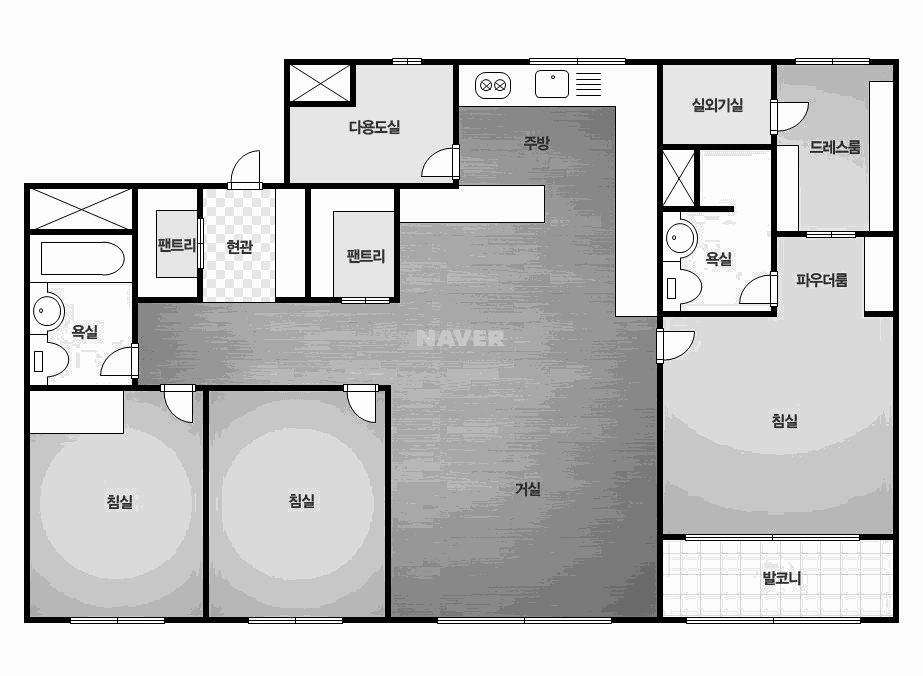 실외기실
다용도실
주방
드레스룸
팬트리
현관
팬트리
욕실
파우더룸
욕실
NAVER
침실
거실
침실
침실
발코니